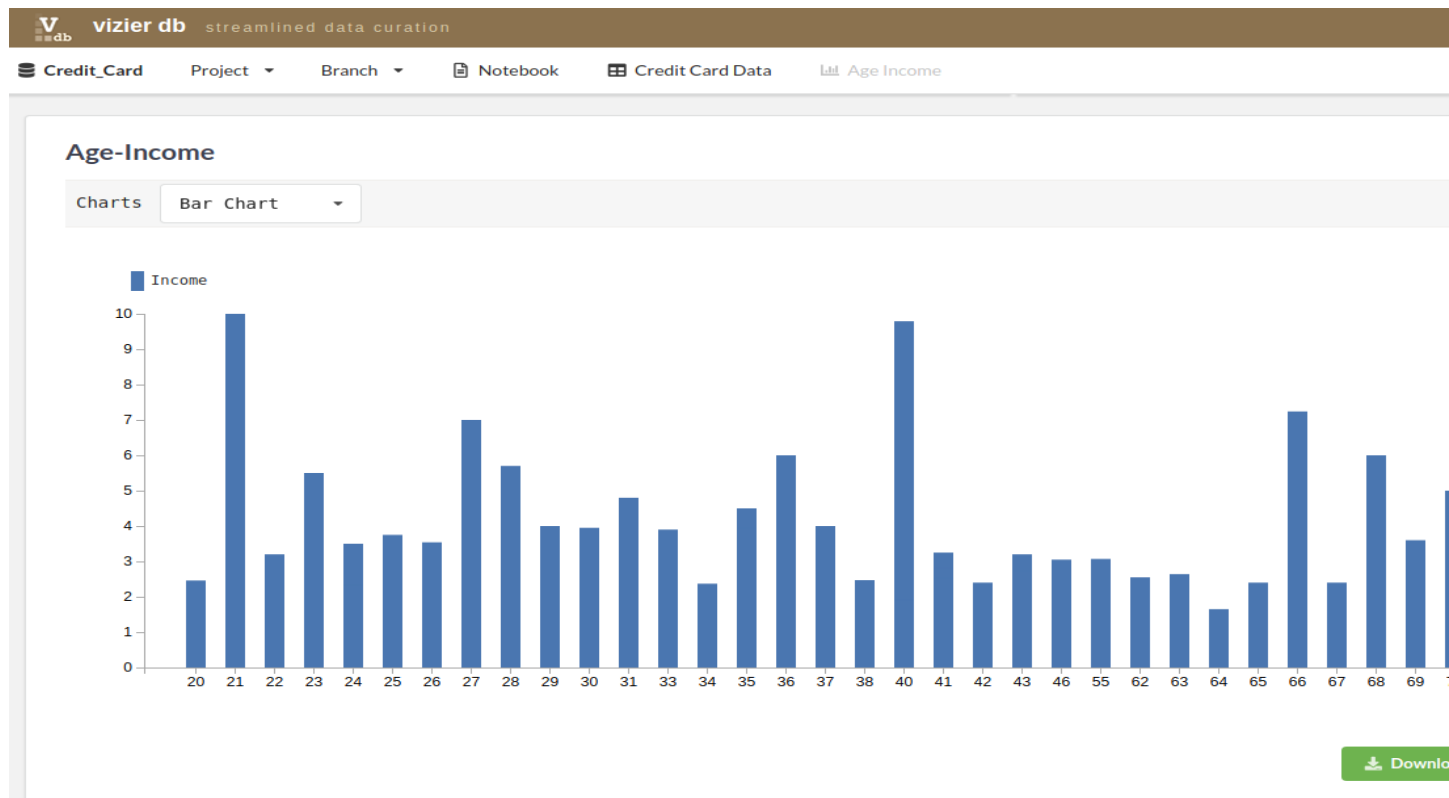 V db vizier db streamlined data curation
Credit_Card Project Branch Notebook Credit Card Data Age Income
Age-Income
Charts Bar Chart
Income
10
9
8
7
6
5
4
3
2
1
0
20 21 22 23 24 25 26 27 28 29 30 31 33 34 35 36 37 38 40 41 42 43 46 55 62 63 64 65 66 67 68 69
Downlo